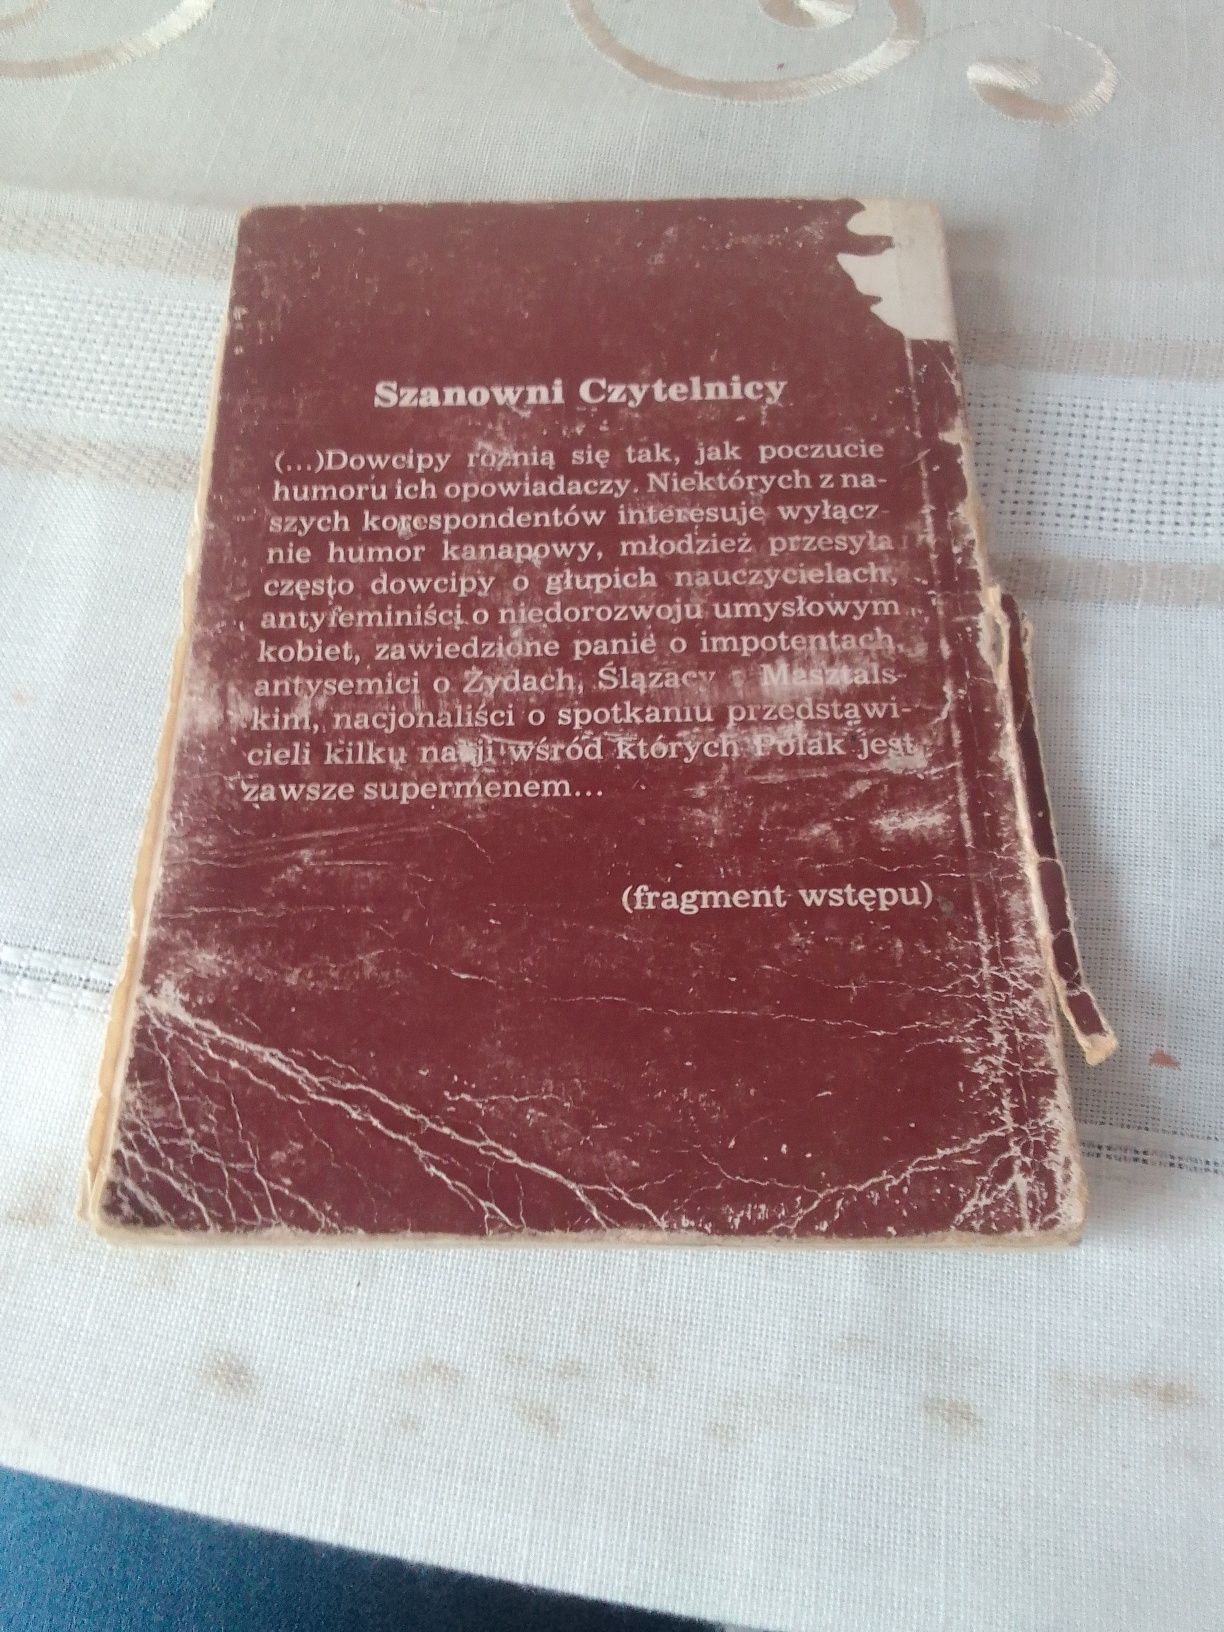 Szanowni Czytelnicy
(...)Dowcipy różnią się tak, jak poczucie
humoru ich opowiadaczy. Niektórych z na-
szych korespondentów interesuje wyłącz-
nie humor kanapowy, młodzież przesyła
często dowcipy o głupich nauczycielach,
antyfeminiści o niedorozwoju umysłowym
kobiet, zawiedzione panie o impotentach,
antysemici o Żydach, Ślązacy o Masztals-
kim, nacjonaliści o spotkaniu przedstawi-
cieli kilku nacji wśród których Polak jest
zawsze supermenem...
(fragment wstępu)